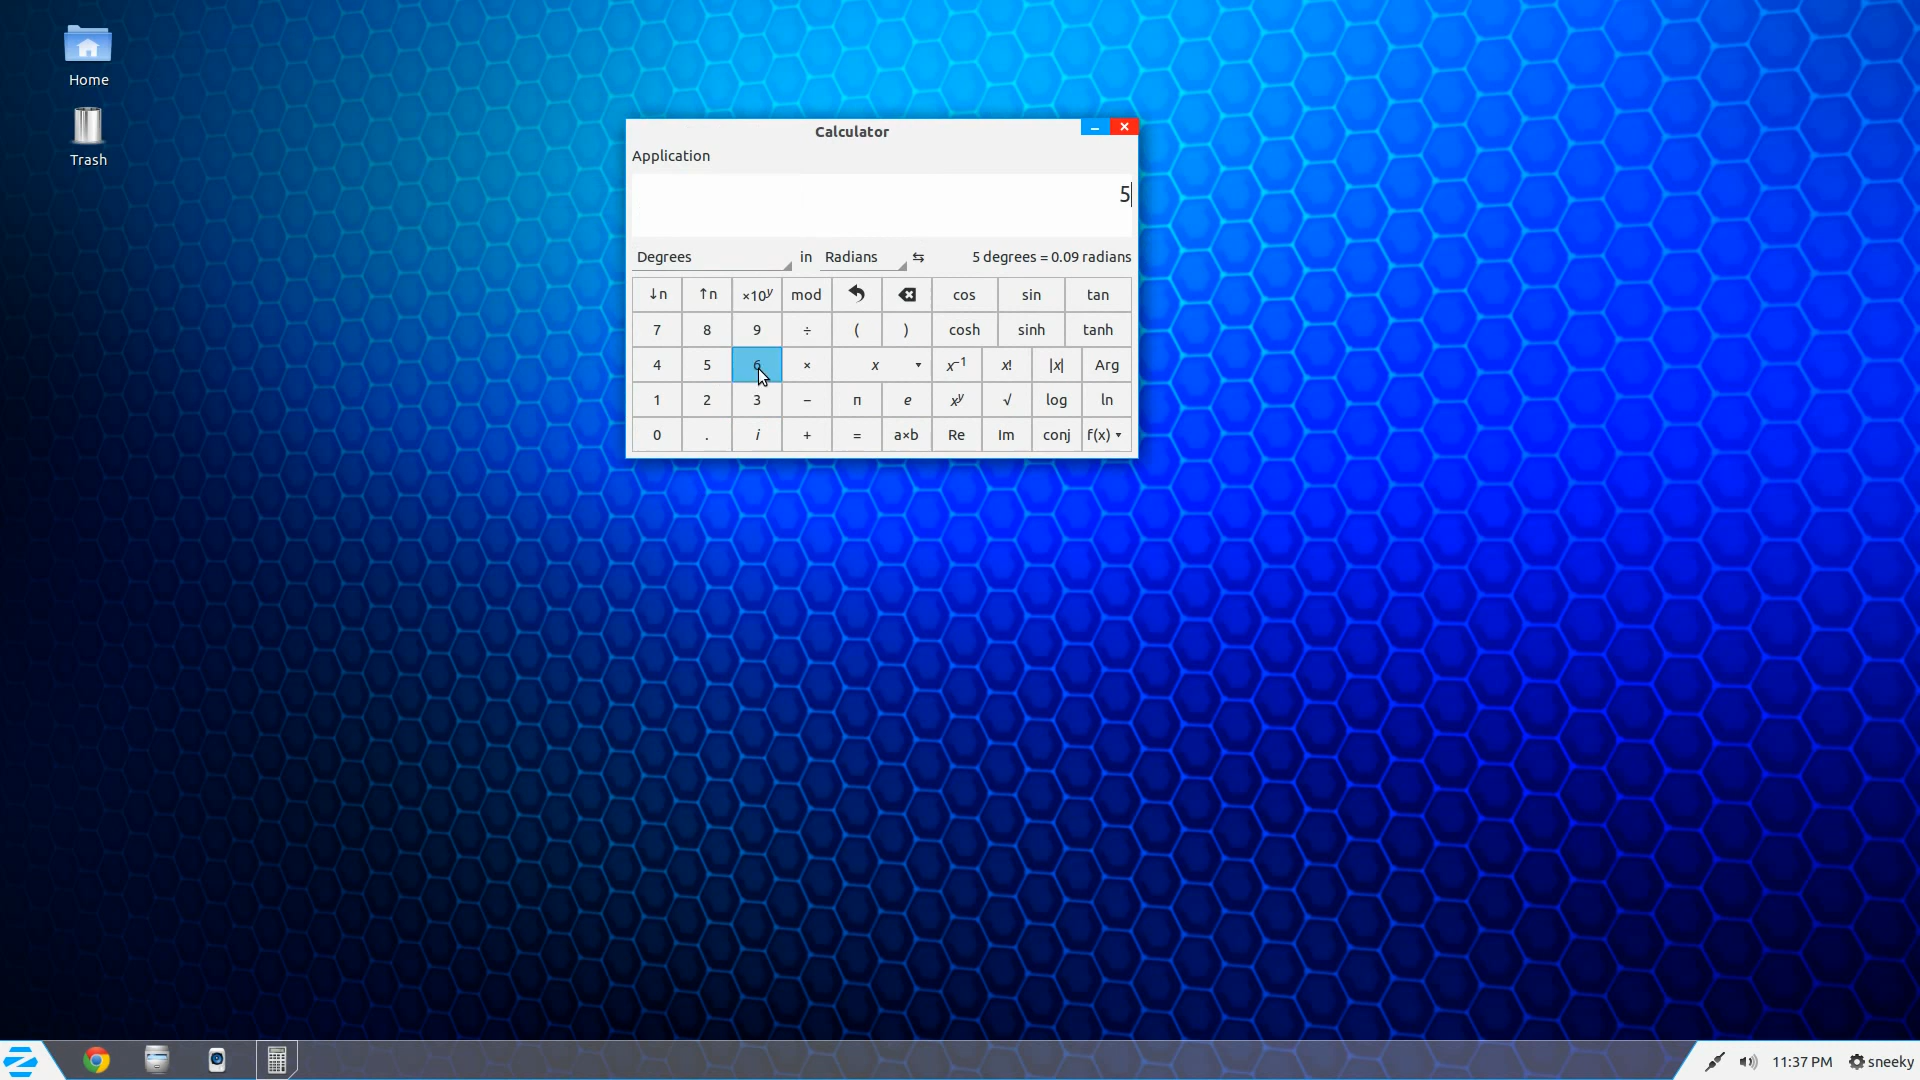 Home
Trash
Calculator
Application
5
Degrees in Radians ⇆ 5 degrees = 0.09 radians
↓n ↑n ×10ʸ mod cos sin tan
7 8 9 ÷ ( ) cosh sinh tanh
4 5 6 × x x⁻¹ x! |x| Arg
1 2 3 − π e xʸ √ log ln
0 . i + = a×b Re Im conj f(x)
11:37 PM sneeky